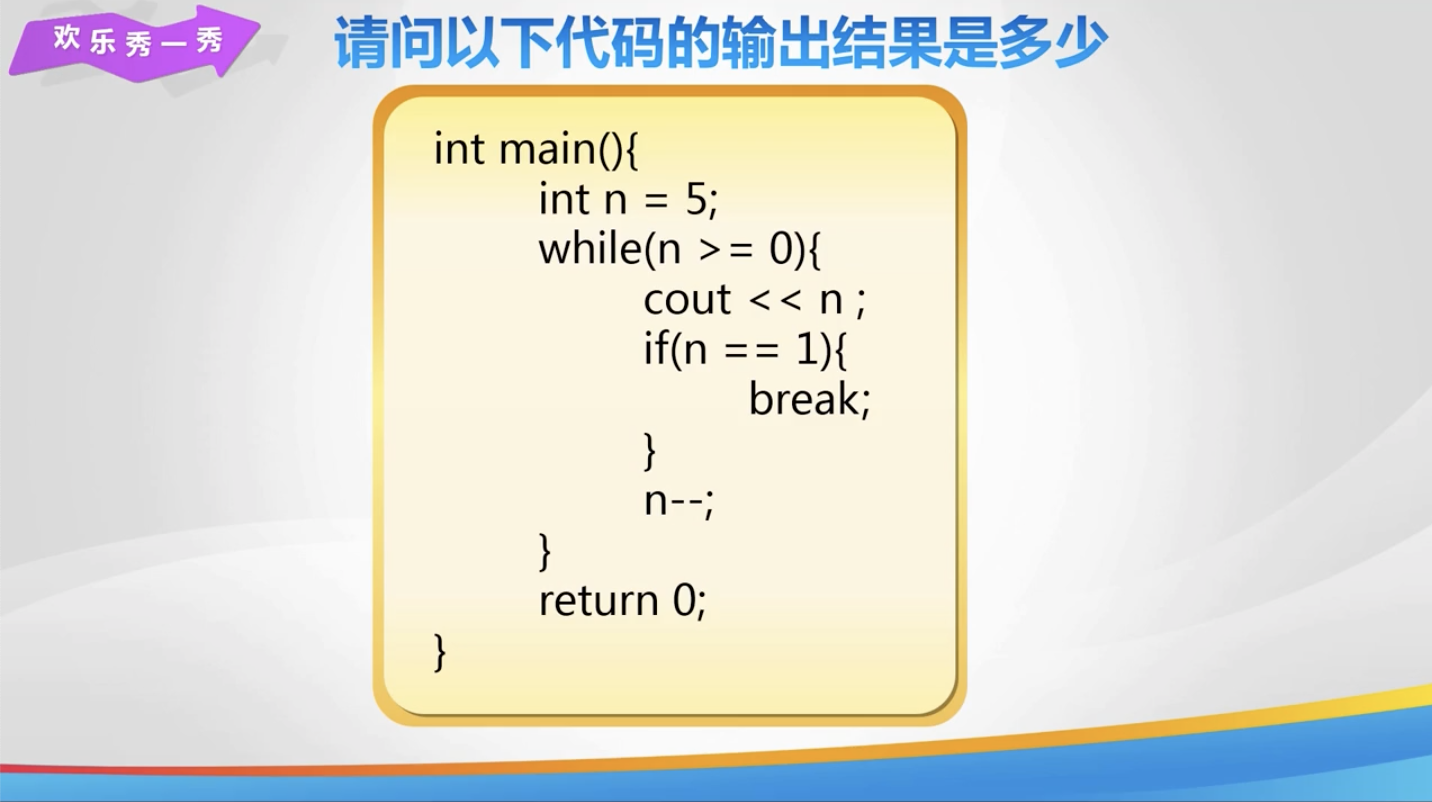 欢乐秀一秀
请问以下代码的输出结果是多少
int main(){
int n = 5;
while(n >= 0){
cout << n ;
if(n == 1){
break;
}
n--;
}
return 0;
}